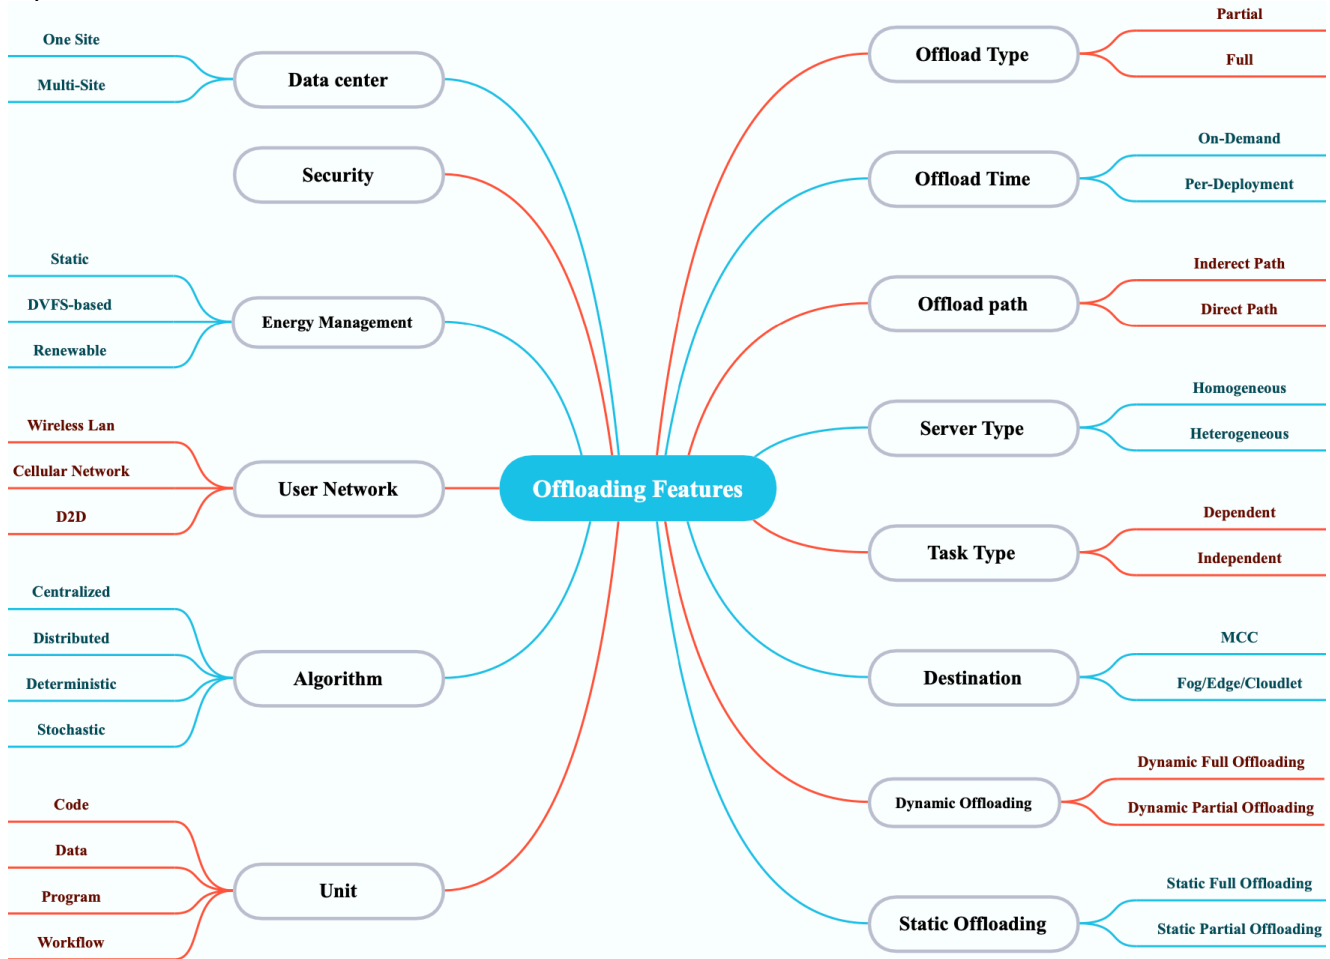 One Site
Multi-Site
Data center
Security
Static
DVFS-based
Renewable
Energy Management
Wireless Lan
Cellular Network
D2D
User Network
Centralized
Distributed
Deterministic
Stochastic
Algorithm
Code
Data
Program
Workflow
Unit
Offloading Features
Offload Type
Partial
Full
Offload Time
On-Demand
Per-Deployment
Offload path
Inderect Path
Direct Path
Server Type
Homogeneous
Heterogeneous
Task Type
Dependent
Independent
Destination
MCC
Fog/Edge/Cloudlet
Dynamic Offloading
Dynamic Full Offloading
Dynamic Partial Offloading
Static Offloading
Static Full Offloading
Static Partial Offloading